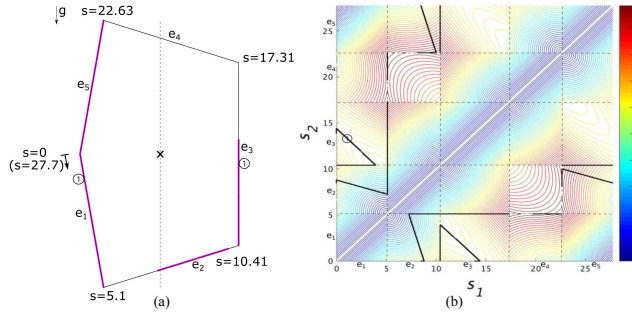 g
s=22.63
e₄
s=17.31
e₅
s=0
(s=27.7)
①
e₃
①
e₁
e₂
s=10.41
s=5.1
(a)
e₅
25
e₄
20
15
e₃
①
s₂
10
e₂
5
e₁
0
0 e₁ 5 e₂ 10 e₃ 15 20 e₄ 25 e₅
s₁
(b)